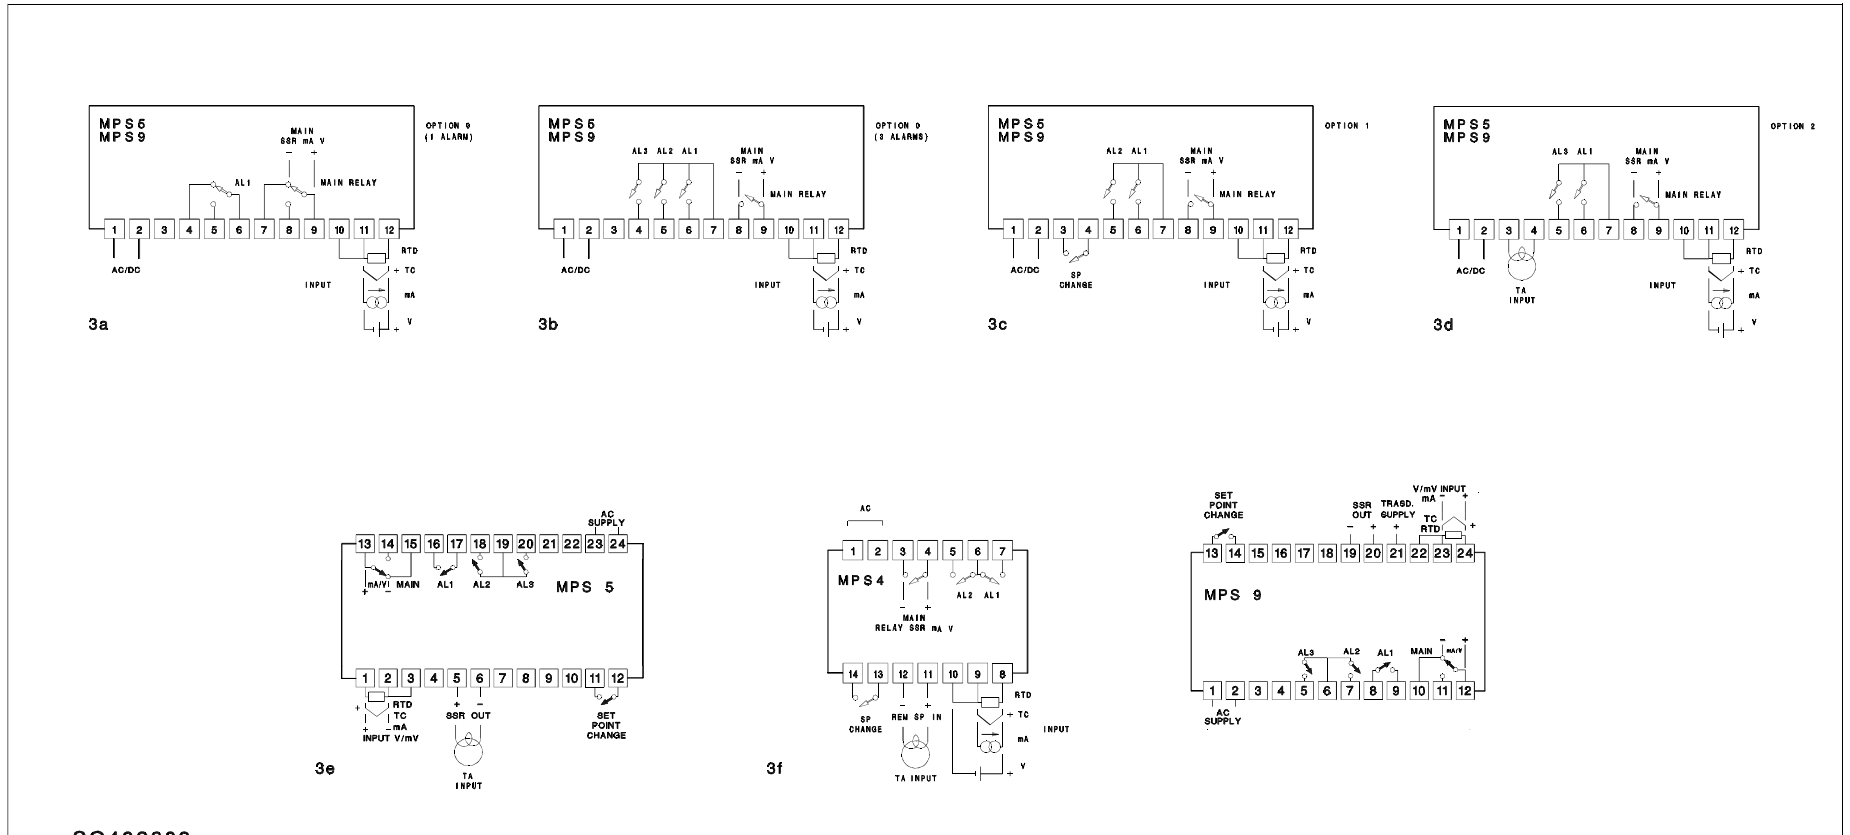 MPS5
MPS9
OPTION 0
(1 ALARM)
MAIN
SSR mA V
− +
AL1
MAIN RELAY
1 2 3 4 5 6 7 8 9 10 11 12
AC/DC
RTD
+ TC
INPUT
mA
+ V
3a
MPS5
MPS9
OPTION 0
(3 ALARMS)
AL3 AL2 AL1
MAIN
SSR mA V
− +
MAIN RELAY
1 2 3 4 5 6 7 8 9 10 11 12
AC/DC
RTD
+ TC
INPUT
mA
+ V
3b
MPS5
MPS9
OPTION 1
AL2 AL1
MAIN
SSR mA V
− +
MAIN RELAY
1 2 3 4 5 6 7 8 9 10 11 12
AC/DC
SP
CHANGE
RTD
+ TC
INPUT
mA
+ V
3c
MPS5
MPS9
OPTION 2
AL3 AL1
MAIN
SSR mA V
− +
MAIN RELAY
1 2 3 4 5 6 7 8 9 10 11 12
AC/DC
TA
INPUT
RTD
+ TC
INPUT
mA
+ V
3d
AC
SUPPLY
13 14 15 16 17 18 19 20 21 22 23 24
mA/V MAIN AL1 AL2 AL3
+ −
MPS 5
1 2 3 4 5 6 7 8 9 10 11 12
+ RTD
TC
+ − mA
INPUT V/mV
+ −
SSR OUT
TA
INPUT
SET
POINT
CHANGE
3e
AC
1 2 3 4 5 6 7
MPS4
AL2 AL1
− +
MAIN
RELAY SSR mA V
14 13 12 11 10 9 8
SP
CHANGE
− +
REM SP IN
TA INPUT
RTD
+ TC
INPUT
mA
+ V
3f
SET
POINT
CHANGE
SSR
OUT
− +
TRASD.
SUPPLY
+
V/mV INPUT
mA − +
TC
RTD +
13 14 15 16 17 18 19 20 21 22 23 24
MPS 9
AL3 AL2 AL1 MAIN − mA/V +
1 2 3 4 5 6 7 8 9 10 11 12
AC
SUPPLY